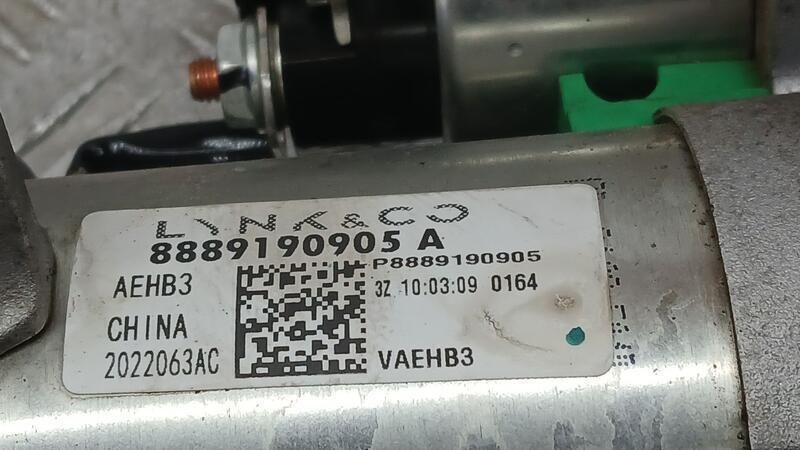 LYNK & CO
8889190905 A
P8889190905
AEHB3
3Z 10:03:09 0164
CHINA
2022063AC
VAEHB3